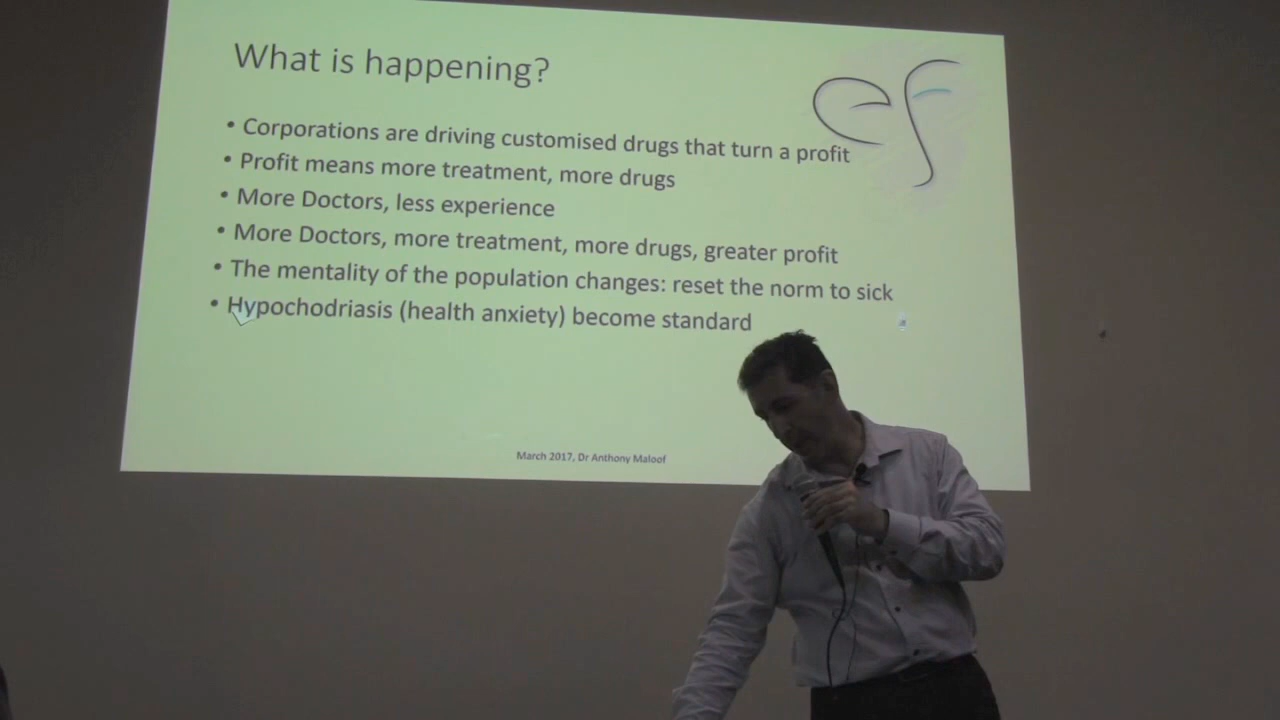 What is happening?
ef
• Corporations are driving customised drugs that turn a profit
• Profit means more treatment, more drugs
• More Doctors, less experience
• More Doctors, more treatment, more drugs, greater profit
• The mentality of the population changes: reset the norm to sick
• Hypochodriasis (health anxiety) become standard
March 2017, Dr Anthony Maloof